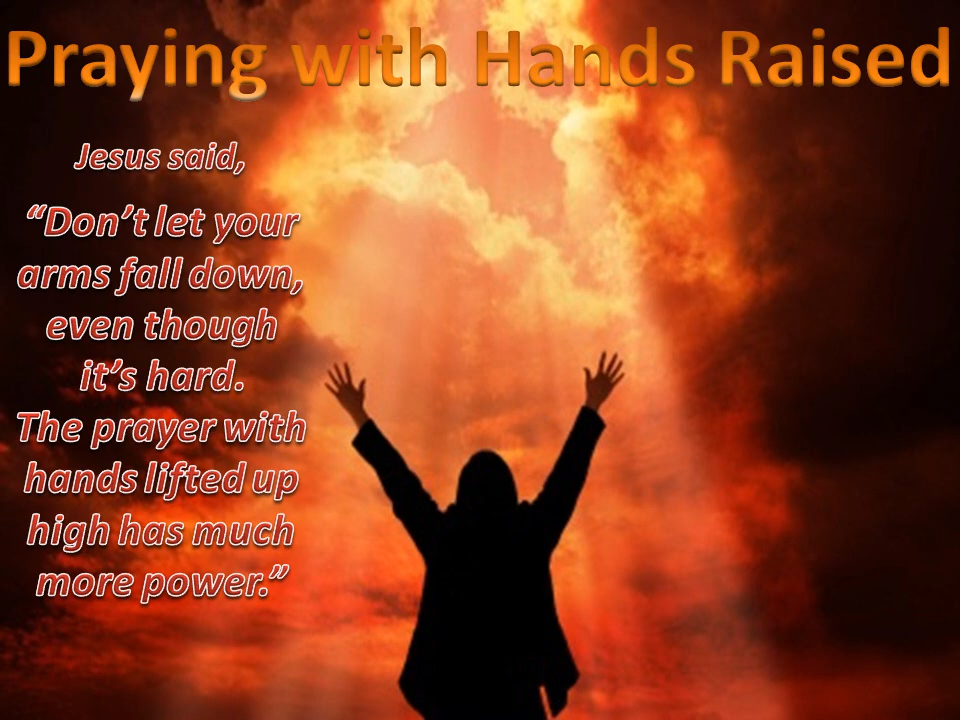 Praying with Hands Raised
Jesus said,
“Don’t let your
arms fall down,
even though
it’s hard.
The prayer with
hands lifted up
high has much
more power.”